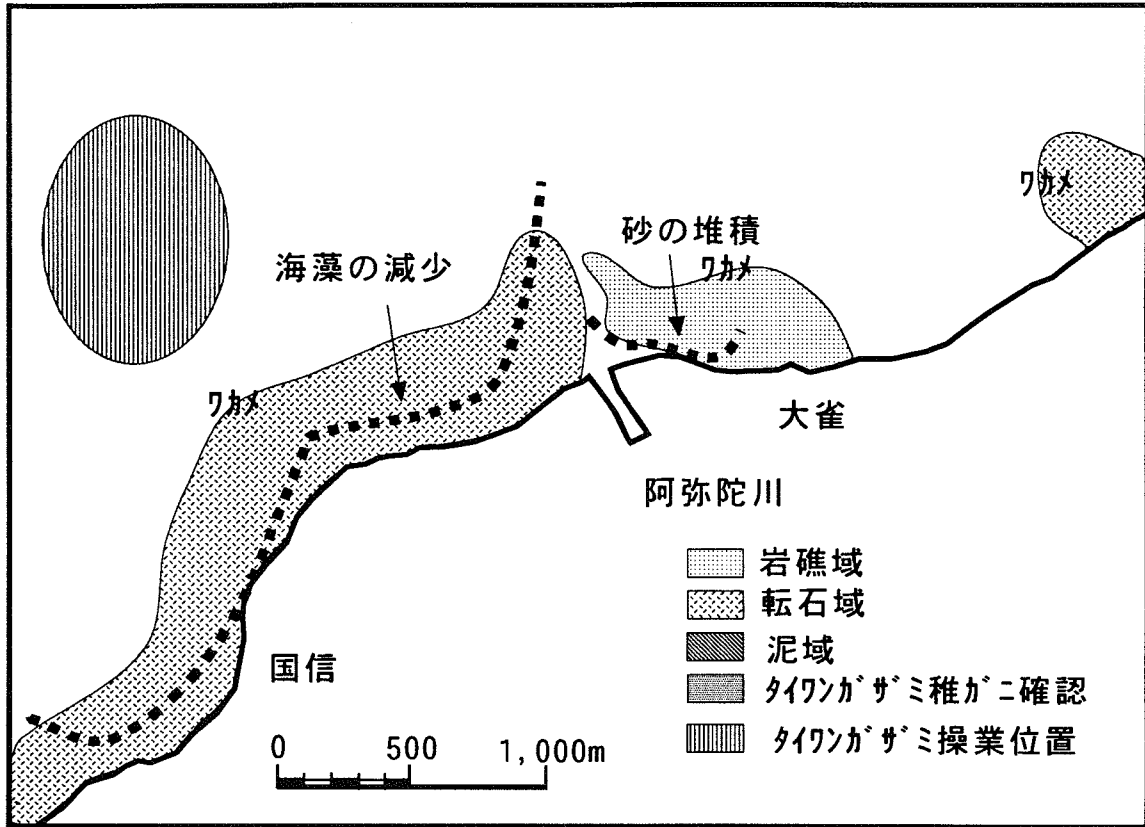 ワカメ
砂の堆積
ワカメ
海藻の減少
ワカメ
大雀
阿弥陀川
岩礁域
転石域
泥域
ﾀｲﾜﾝｶﾞｻﾞﾐ稚ｶﾞﾆ確認
ﾀｲﾜﾝｶﾞｻﾞﾐ操業位置
国信
0 500 1,000m